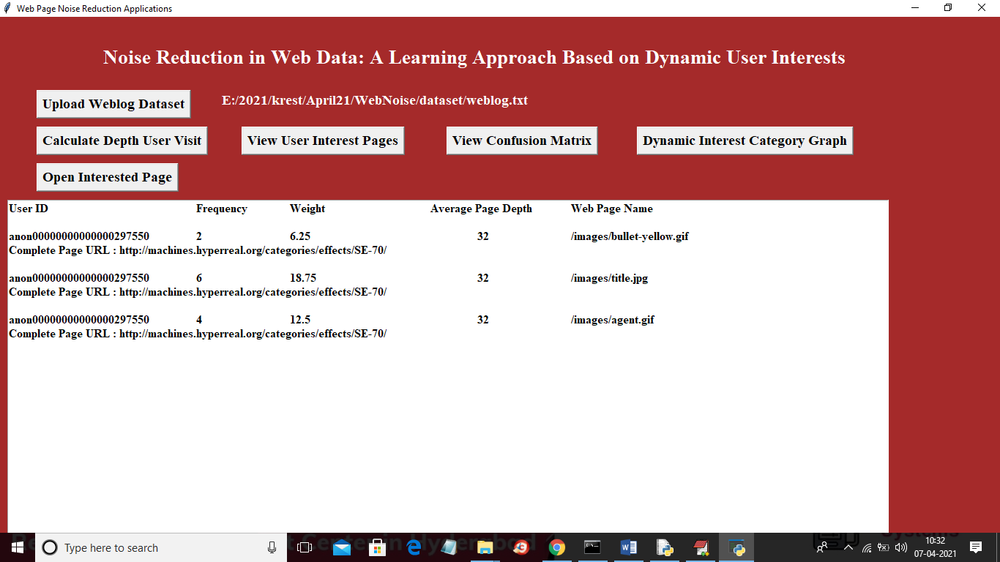 Web Page Noise Reduction Applications
Noise Reduction in Web Data: A Learning Approach Based on Dynamic User Interests
Upload Weblog Dataset E:/2021/krest/April21/WebNoise/dataset/weblog.txt
Calculate Depth User Visit View User Interest Pages View Confusion Matrix Dynamic Interest Category Graph
Open Interested Page
User ID Frequency Weight Average Page Depth Web Page Name
anon00000000000000297550 2 6.25 32 /images/bullet-yellow.gif
Complete Page URL : http://machines.hyperreal.org/categories/effects/SE-70/
anon00000000000000297550 6 18.75 32 /images/title.jpg
Complete Page URL : http://machines.hyperreal.org/categories/effects/SE-70/
anon00000000000000297550 4 12.5 32 /images/agent.gif
Complete Page URL : http://machines.hyperreal.org/categories/effects/SE-70/
Type here to search
10:32
07-04-2021